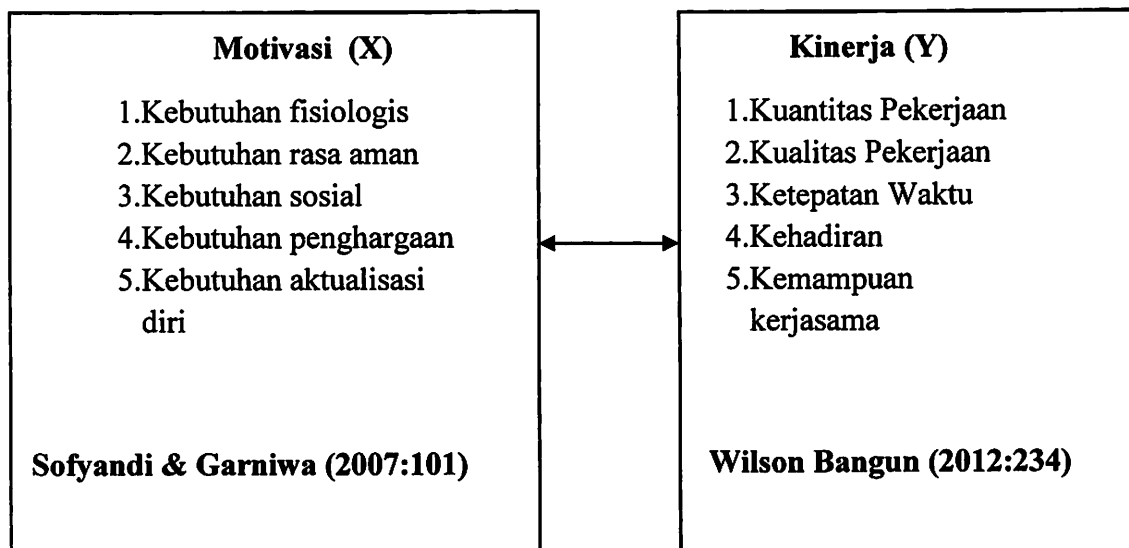 Motivasi (X)
1.Kebutuhan fisiologis
2.Kebutuhan rasa aman
3.Kebutuhan sosial
4.Kebutuhan penghargaan
5.Kebutuhan aktualisasi
diri
Sofyandi & Garniwa (2007:101)
Kinerja (Y)
1.Kuantitas Pekerjaan
2.Kualitas Pekerjaan
3.Ketepatan Waktu
4.Kehadiran
5.Kemampuan
kerjasama
Wilson Bangun (2012:234)